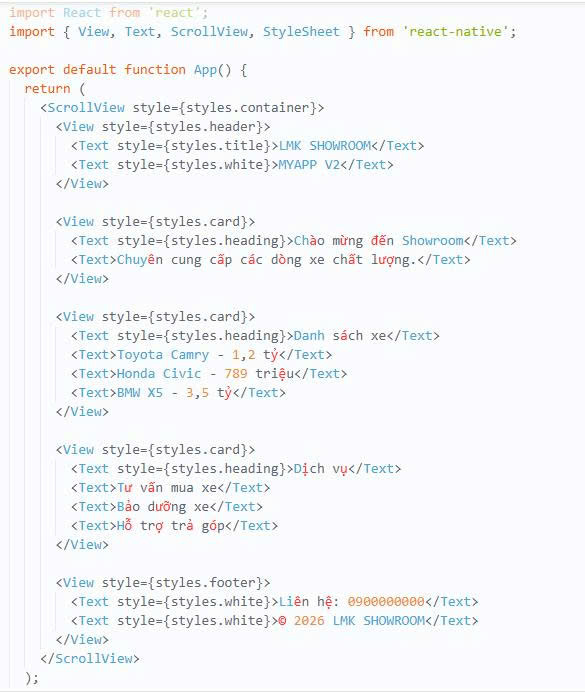 import React from 'react';
import { View, Text, ScrollView, StyleSheet } from 'react-native';

export default function App() {
  return (
    <ScrollView style={styles.container}>
      <View style={styles.header}>
        <Text style={styles.title}>LMK SHOWROOM</Text>
        <Text style={styles.white}>MYAPP V2</Text>
      </View>

      <View style={styles.card}>
        <Text style={styles.heading}>Chào mừng đến Showroom</Text>
        <Text>Chuyên cung cấp các dòng xe chất lượng.</Text>
      </View>

      <View style={styles.card}>
        <Text style={styles.heading}>Danh sách xe</Text>
        <Text>Toyota Camry - 1,2 tỷ</Text>
        <Text>Honda Civic - 789 triệu</Text>
        <Text>BMW X5 - 3,5 tỷ</Text>
      </View>

      <View style={styles.card}>
        <Text style={styles.heading}>Dịch vụ</Text>
        <Text>Tư vấn mua xe</Text>
        <Text>Bảo dưỡng xe</Text>
        <Text>Hỗ trợ trả góp</Text>
      </View>

      <View style={styles.footer}>
        <Text style={styles.white}>Liên hệ: 0900000000</Text>
        <Text style={styles.white}>© 2026 LMK SHOWROOM</Text>
      </View>
    </ScrollView>
  );